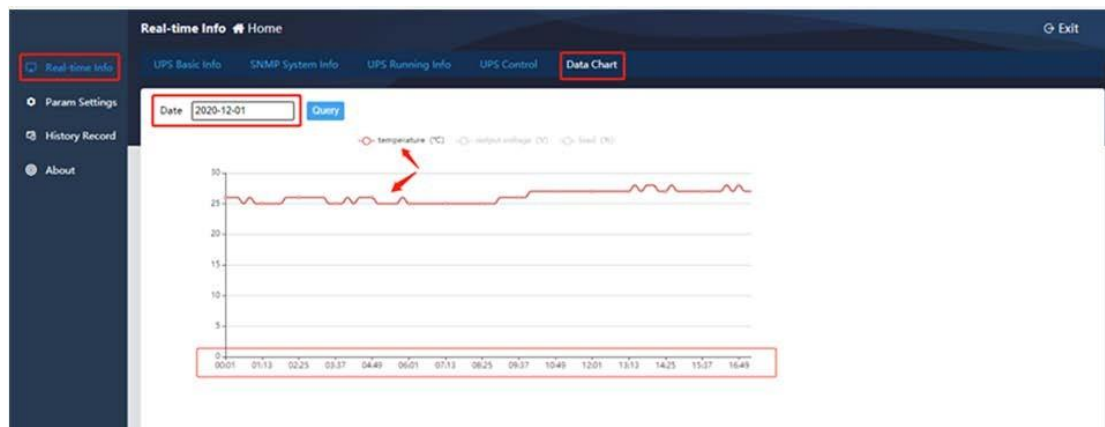 Real-time Info Home Exit
Real-time Info
UPS Basic Info SNMP System Info UPS Running Info UPS Control Data Chart
Param Settings
Date 2020-12-01 Query
History Record
temperature (℃) output voltage (V) load (%)
About
30
25
20
15
10
5
0
00:01 01:13 02:25 03:37 04:49 06:01 07:13 08:25 09:37 10:49 12:01 13:13 14:25 15:37 16:49